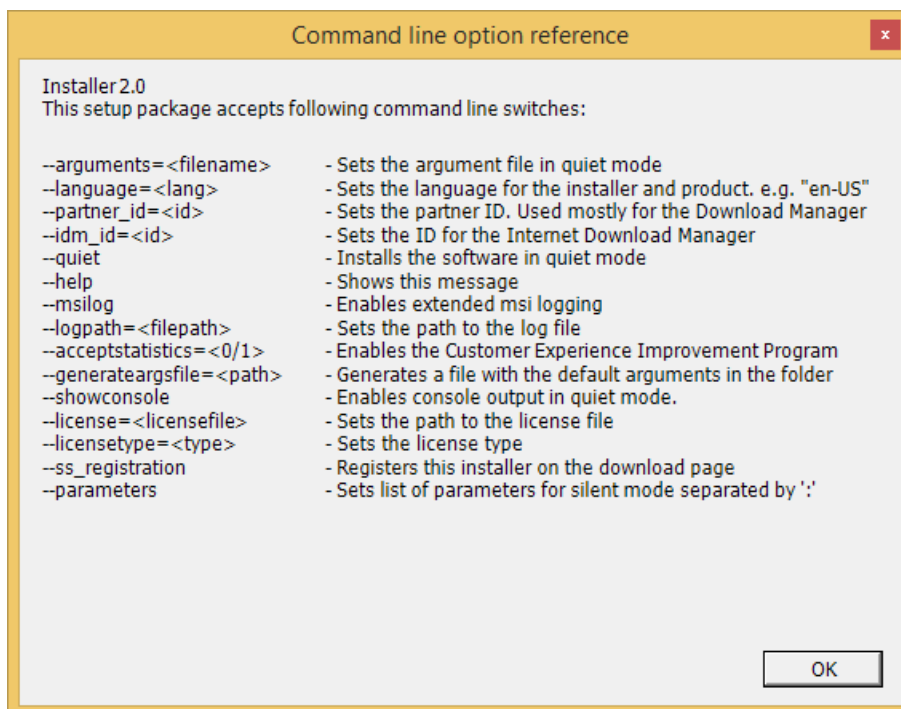 Command line option reference
x
Installer 2.0
This setup package accepts following command line switches:
--arguments=<filename> - Sets the argument file in quiet mode
--language=<lang> - Sets the language for the installer and product. e.g. "en-US"
--partner_id=<id> - Sets the partner ID. Used mostly for the Download Manager
--idm_id=<id> - Sets the ID for the Internet Download Manager
--quiet - Installs the software in quiet mode
--help - Shows this message
--msilog - Enables extended msi logging
--logpath=<filepath> - Sets the path to the log file
--acceptstatistics=<0/1> - Enables the Customer Experience Improvement Program
--generateargsfile=<path> - Generates a file with the default arguments in the folder
--showconsole - Enables console output in quiet mode.
--license=<licensefile> - Sets the path to the license file
--licensetype=<type> - Sets the license type
--ss_registration - Registers this installer on the download page
--parameters - Sets list of parameters for silent mode separated by ':'
OK